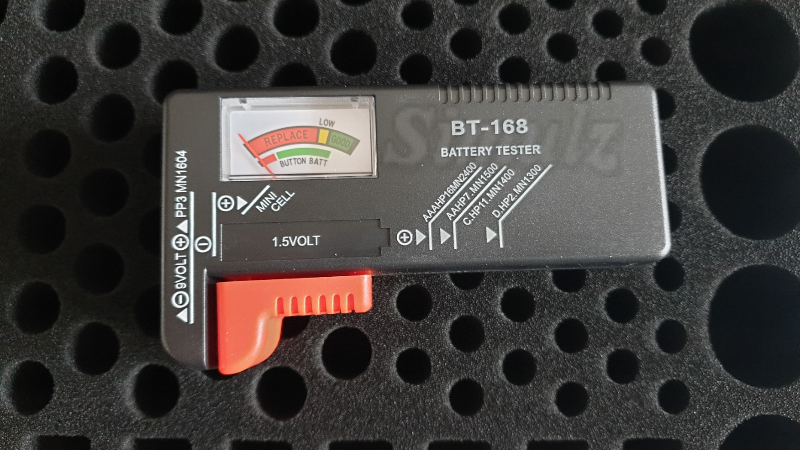 LOW
REPLACE
GOOD
BUTTON BATT
BT-168
BATTERY TESTER
MINI
CELL
1.5VOLT
AAAHP16MN2400
AAHP7.MN1500
C.HP11.MN1400
D.HP2.MN1300
9VOLT PP3 MN1604